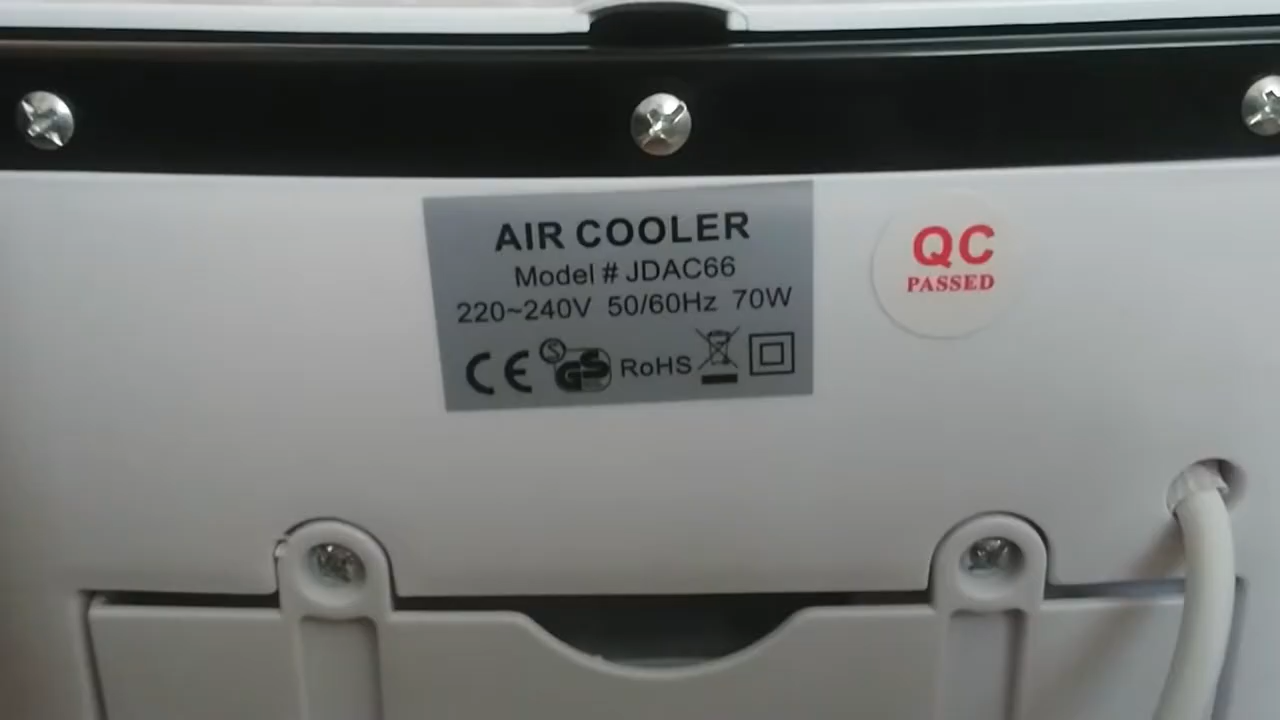 AIR COOLER
Model # JDAC66
220~240V 50/60Hz 70W
CE S GS RoHS
QC
PASSED